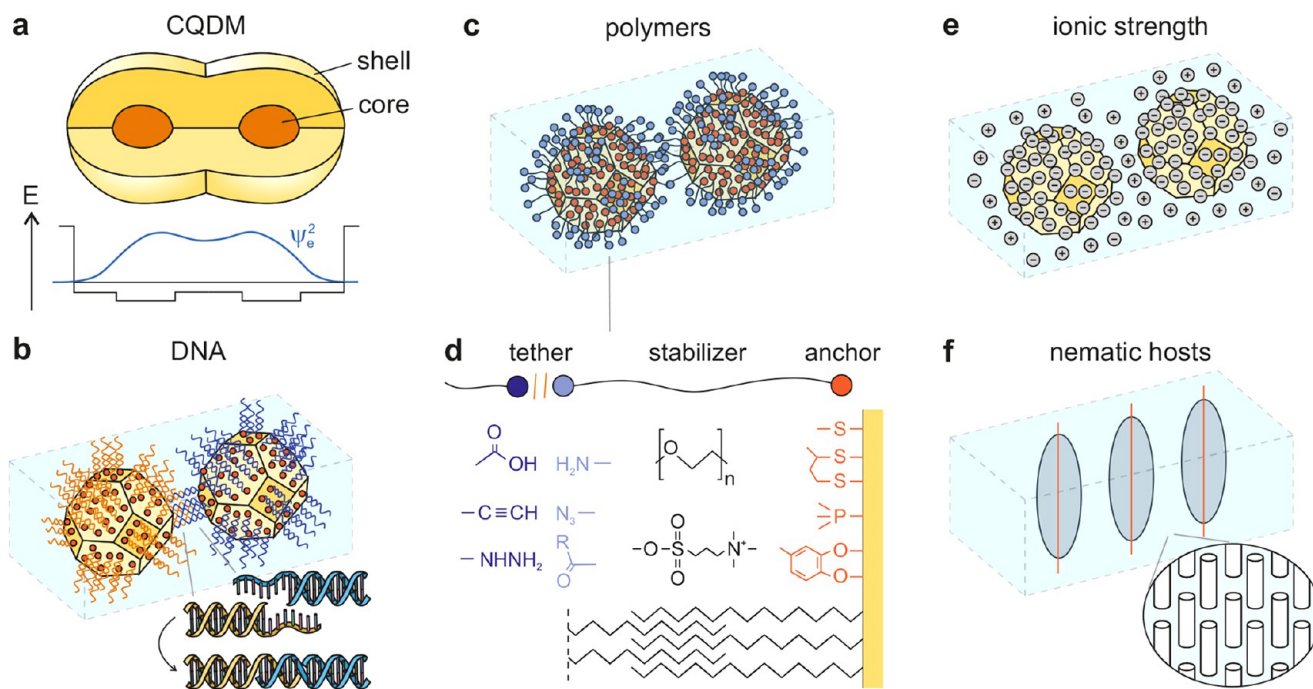 a CQDM
shell
core
E
ψe²
b DNA
c polymers
d tether stabilizer anchor
O
OH
H₂N
C≡CH
N₃
NHNH₂
R
O
O
n
O
O S N⁺
O
S
S
S
P
O
O
e ionic strength
f nematic hosts